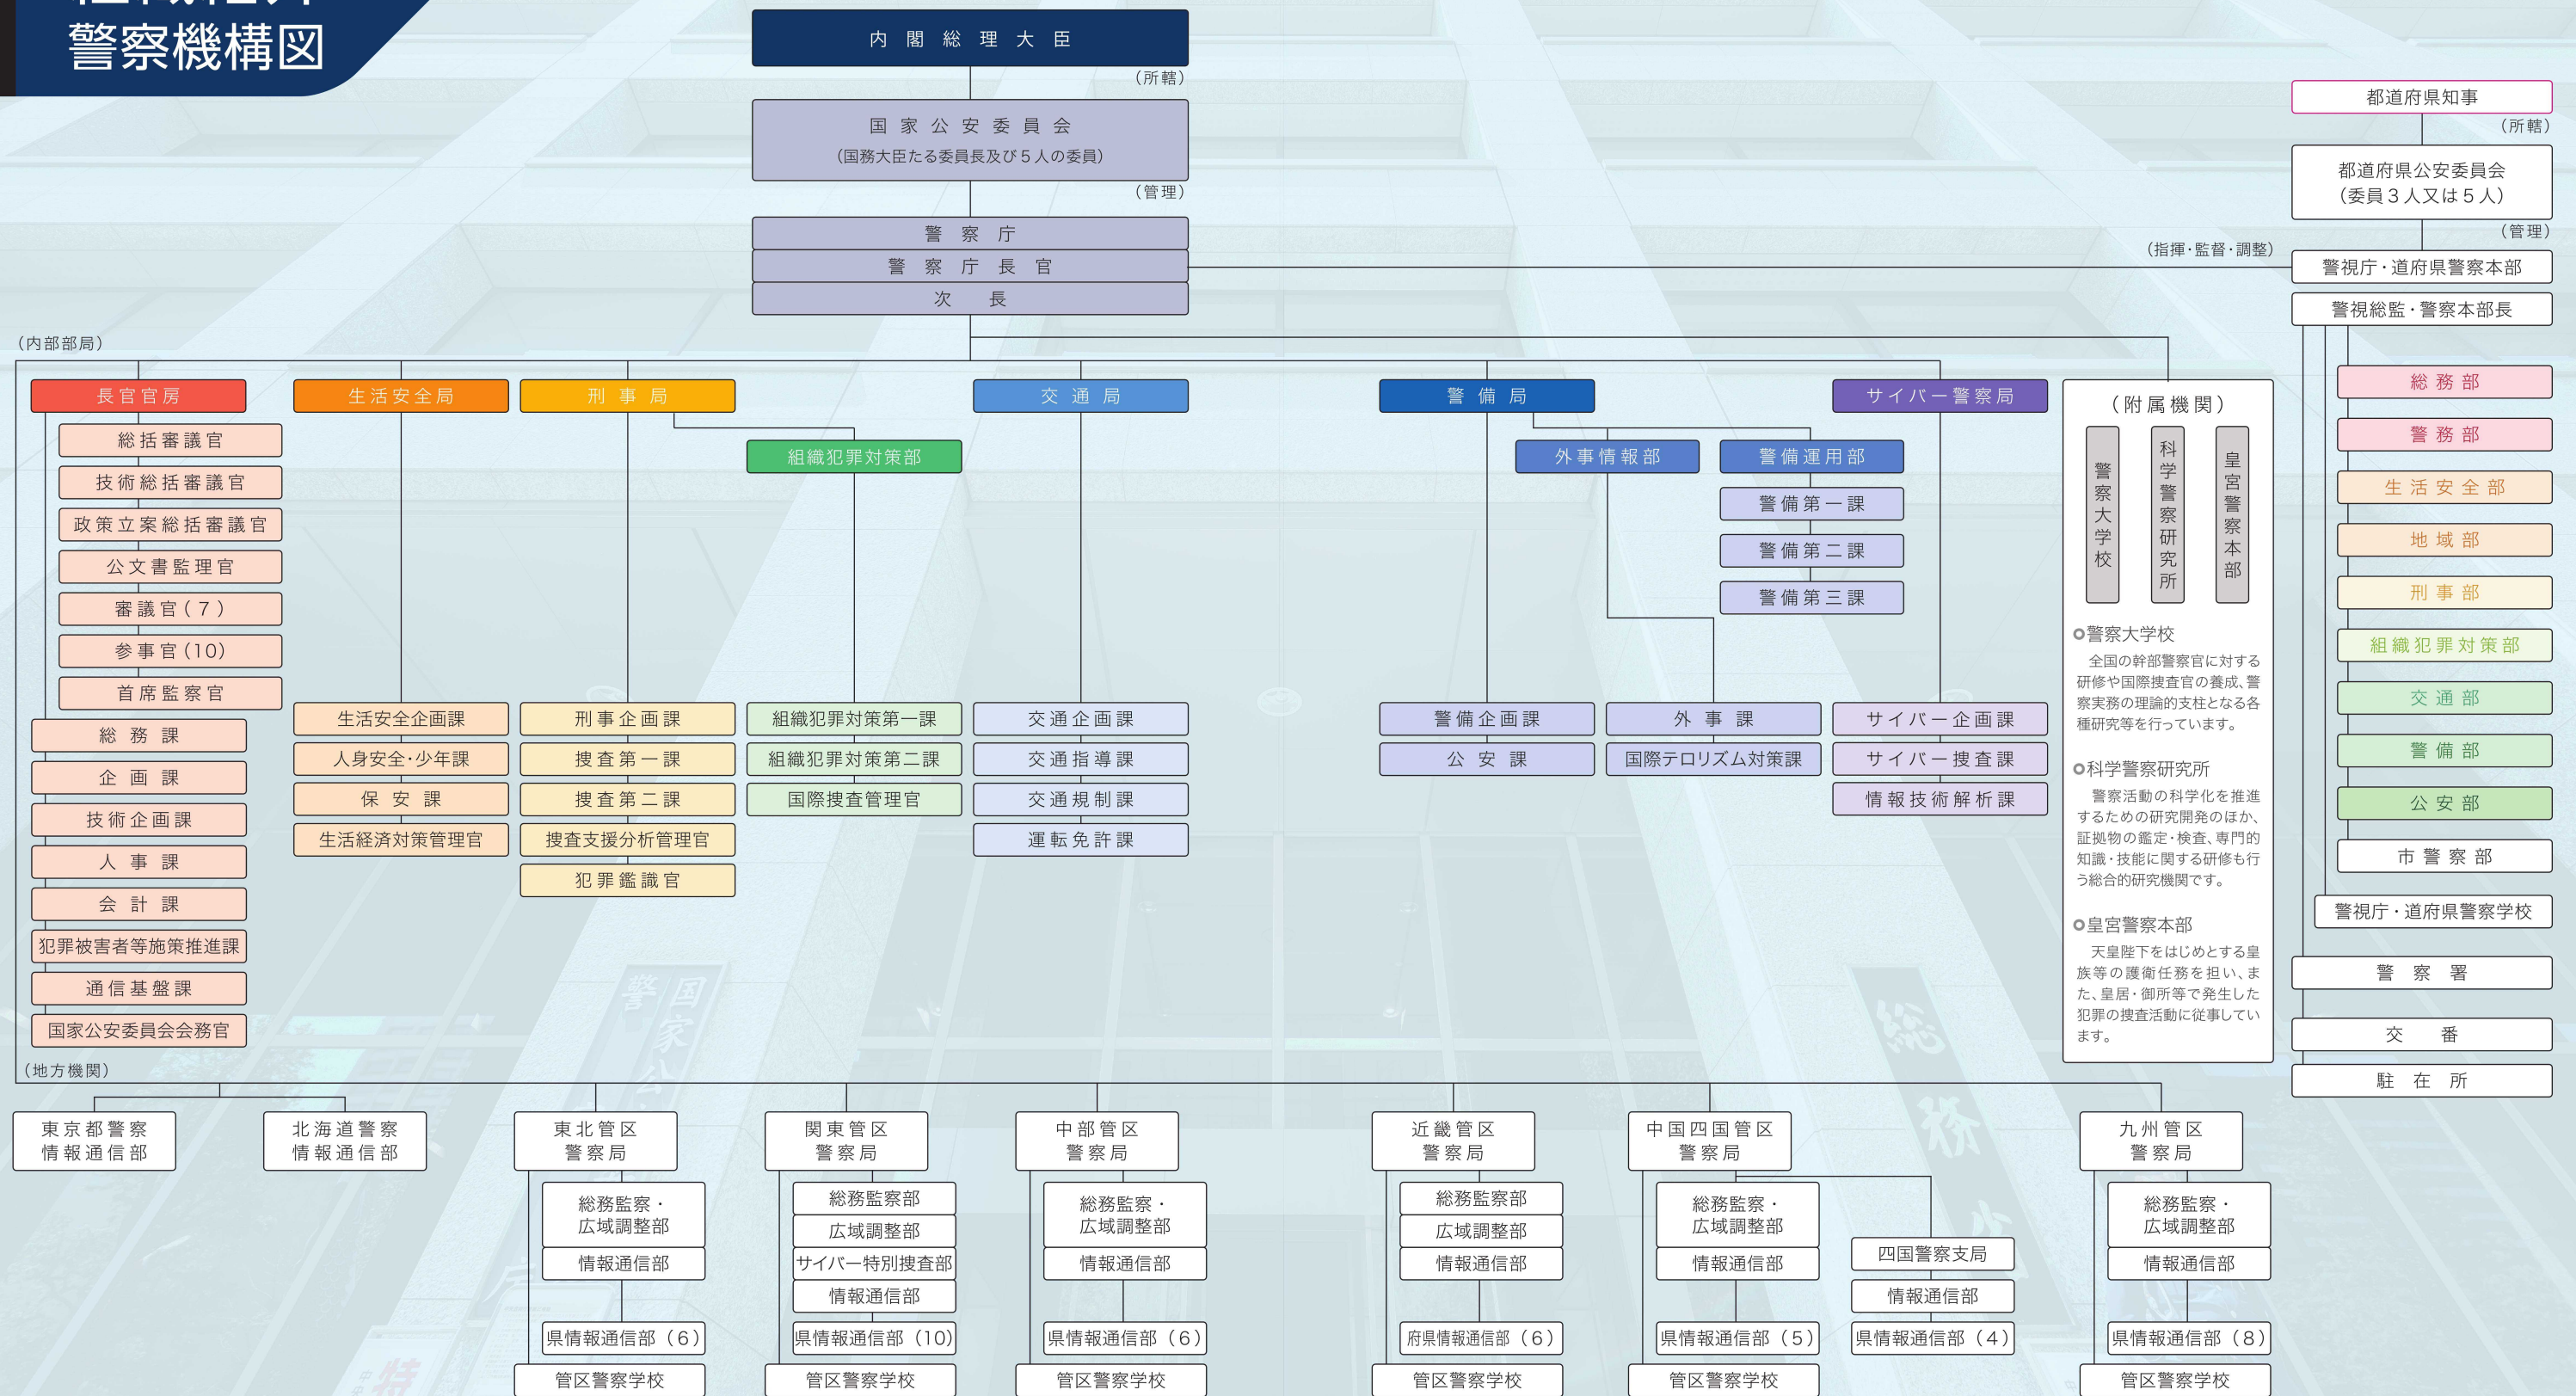 警察機構図
内閣総理大臣
（所轄）
国家公安委員会
（国務大臣たる委員長及び５人の委員）
（管理）
警察庁
警察庁長官
次長
都道府県知事
（所轄）
都道府県公安委員会
（委員３人又は５人）
（管理）
（指揮・監督・調整）
警視庁・道府県警察本部
警視総監・警察本部長
総務部
警務部
生活安全部
地域部
刑事部
組織犯罪対策部
交通部
警備部
公安部
市警察部
警視庁・道府県警察学校
警察署
交番
駐在所
（内部部局）
長官官房
総括審議官
技術総括審議官
政策立案総括審議官
公文書監理官
審議官（７）
参事官（10）
首席監察官
総務課
企画課
技術企画課
人事課
会計課
犯罪被害者等施策推進課
通信基盤課
国家公安委員会会務官
生活安全局
生活安全企画課
人身安全・少年課
保安課
生活経済対策管理官
刑事局
刑事企画課
捜査第一課
捜査第二課
捜査支援分析管理官
犯罪鑑識官
組織犯罪対策部
組織犯罪対策第一課
組織犯罪対策第二課
国際捜査管理官
交通局
交通企画課
交通指導課
交通規制課
運転免許課
警備局
警備企画課
公安課
外事情報部
外事課
国際テロリズム対策課
警備運用部
警備第一課
警備第二課
警備第三課
サイバー警察局
サイバー企画課
サイバー捜査課
情報技術解析課
（附属機関）
警察大学校
科学警察研究所
皇宮警察本部
警察大学校
全国の幹部警察官に対する
研修や国際捜査官の養成、警
察実務の理論的支柱となる各
種研究等を行っています。
科学警察研究所
警察活動の科学化を推進
するための研究開発のほか、
証拠物の鑑定・検査、専門的
知識・技能に関する研修も行
う総合的研究機関です。
皇宮警察本部
天皇陛下をはじめとする皇
族等の護衛任務を担い、ま
た、皇居・御所等で発生した
犯罪の捜査活動に従事してい
ます。
（地方機関）
東京都警察
情報通信部
北海道警察
情報通信部
東北管区
警察局
総務監察・
広域調整部
情報通信部
県情報通信部（６）
管区警察学校
関東管区
警察局
総務監察部
広域調整部
サイバー特別捜査部
情報通信部
県情報通信部（10）
管区警察学校
中部管区
警察局
総務監察・
広域調整部
情報通信部
県情報通信部（６）
管区警察学校
近畿管区
警察局
総務監察部
広域調整部
情報通信部
府県情報通信部（６）
管区警察学校
中国四国管区
警察局
総務監察・
広域調整部
情報通信部
県情報通信部（５）
管区警察学校
四国警察支局
情報通信部
県情報通信部（４）
九州管区
警察局
総務監察・
広域調整部
情報通信部
県情報通信部（８）
管区警察学校